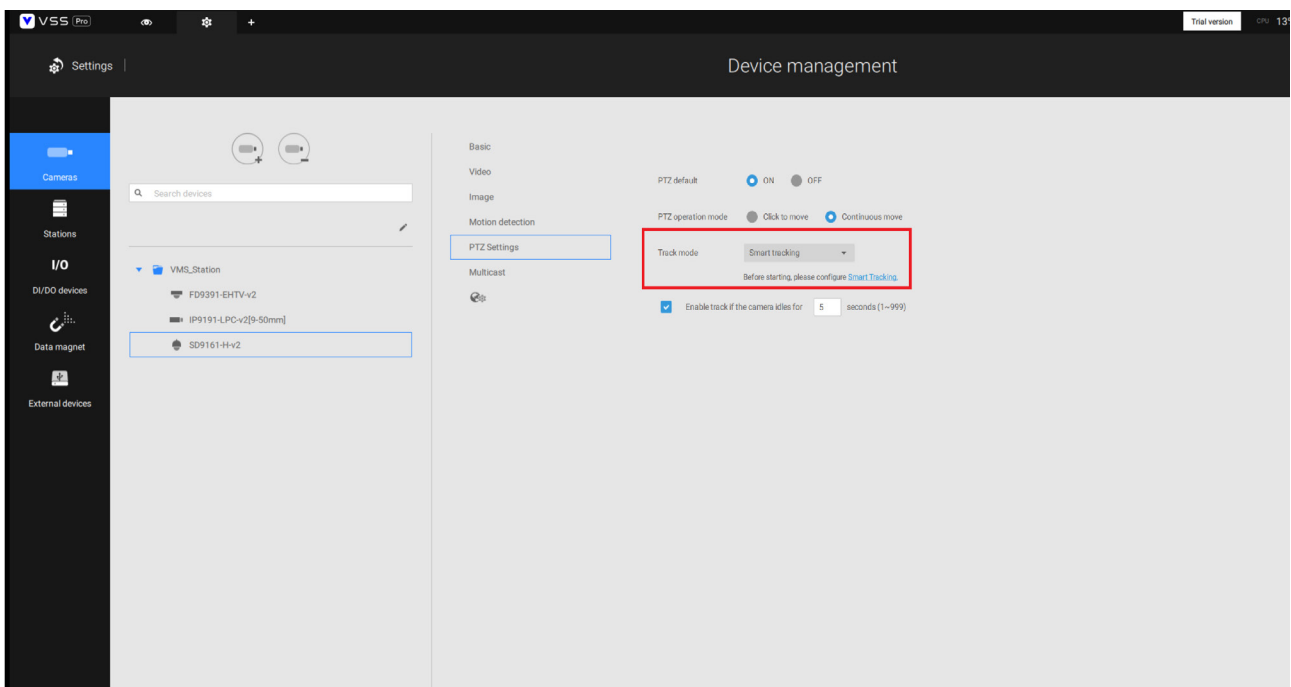 VSS Pro
Trial version
CPU 13%
Settings
Device management
Cameras
Stations
I/O
DI/DO devices
Data magnet
External devices
Search devices
VMS_Station
FD9391-EHTV-v2
IP9191-LPC-v2[9-50mm]
SD9161-H-v2
Basic
Video
Image
Motion detection
PTZ Settings
Multicast
PTZ default ON OFF
PTZ operation mode Click to move Continuous move
Track mode Smart tracking
Before starting, please configure Smart Tracking.
Enable track if the camera idles for 5 seconds (1~999)